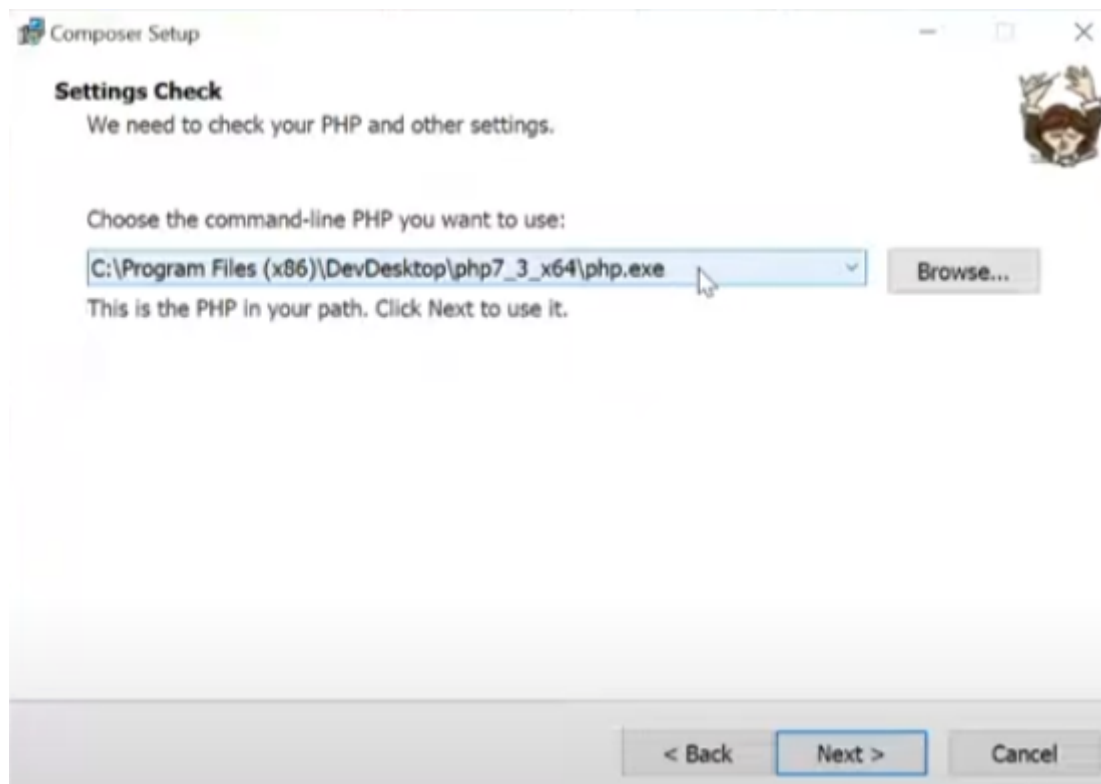 Composer Setup
Settings Check
We need to check your PHP and other settings.
Choose the command-line PHP you want to use:
C:\Program Files (x86)\DevDesktop\php7_3_x64\php.exe
Browse...
This is the PHP in your path. Click Next to use it.
< Back
Next >
Cancel